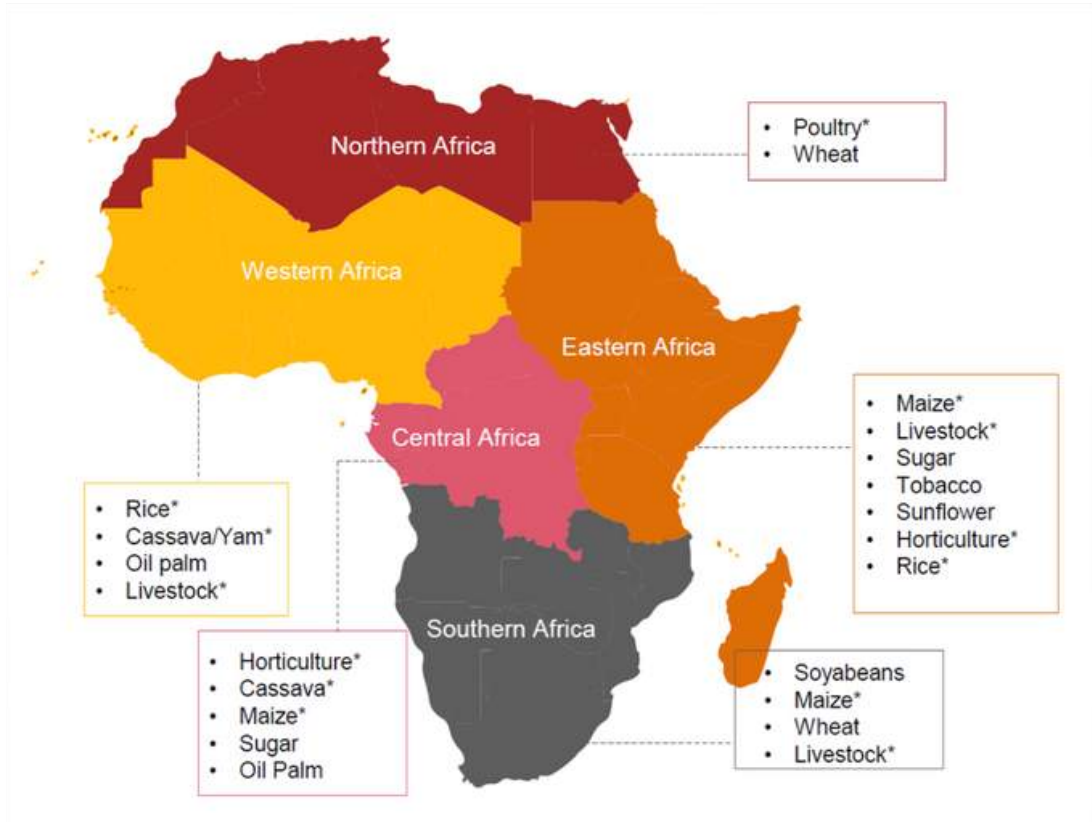 Northern Africa
• Poultry*
• Wheat
Western Africa
Eastern Africa
Central Africa
• Maize*
• Livestock*
• Sugar
• Tobacco
• Sunflower
• Horticulture*
• Rice*
• Rice*
• Cassava/Yam*
• Oil palm
• Livestock*
Southern Africa
• Horticulture*
• Cassava*
• Maize*
• Sugar
• Oil Palm
• Soyabeans
• Maize*
• Wheat
• Livestock*